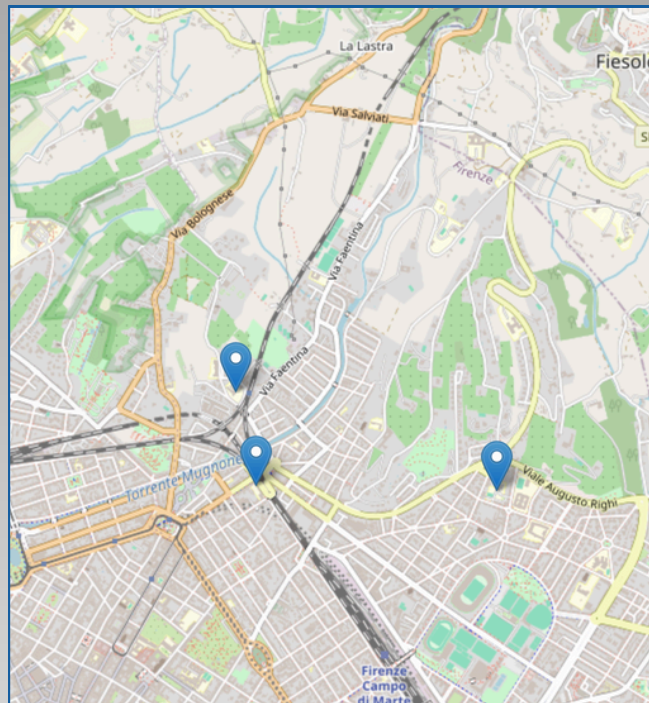 La Lastra
Fiesol
Via Salviati
S
Firenze
Via Bolognese
Via Faentina
Via Faentina
Torrente Mugnone
Viale Augusto Righi
Firenze
Campo
di Marte